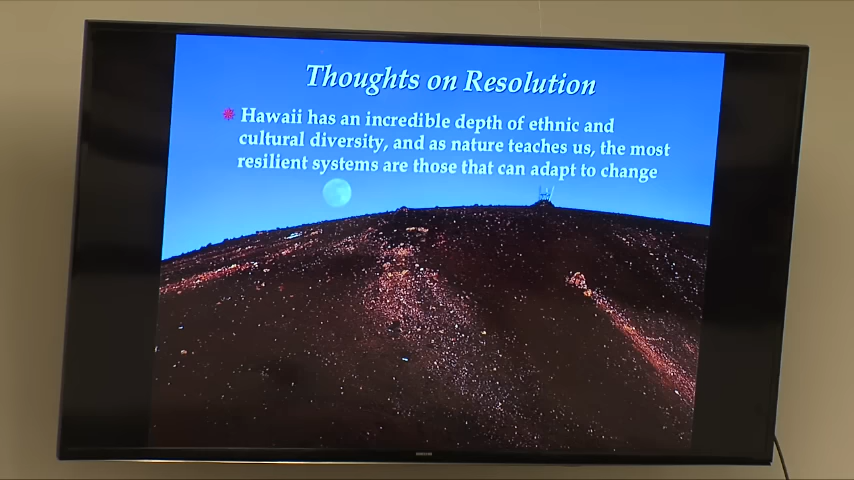 Thoughts on Resolution
Hawaii has an incredible depth of ethnic and
cultural diversity, and as nature teaches us, the most
resilient systems are those that can adapt to change